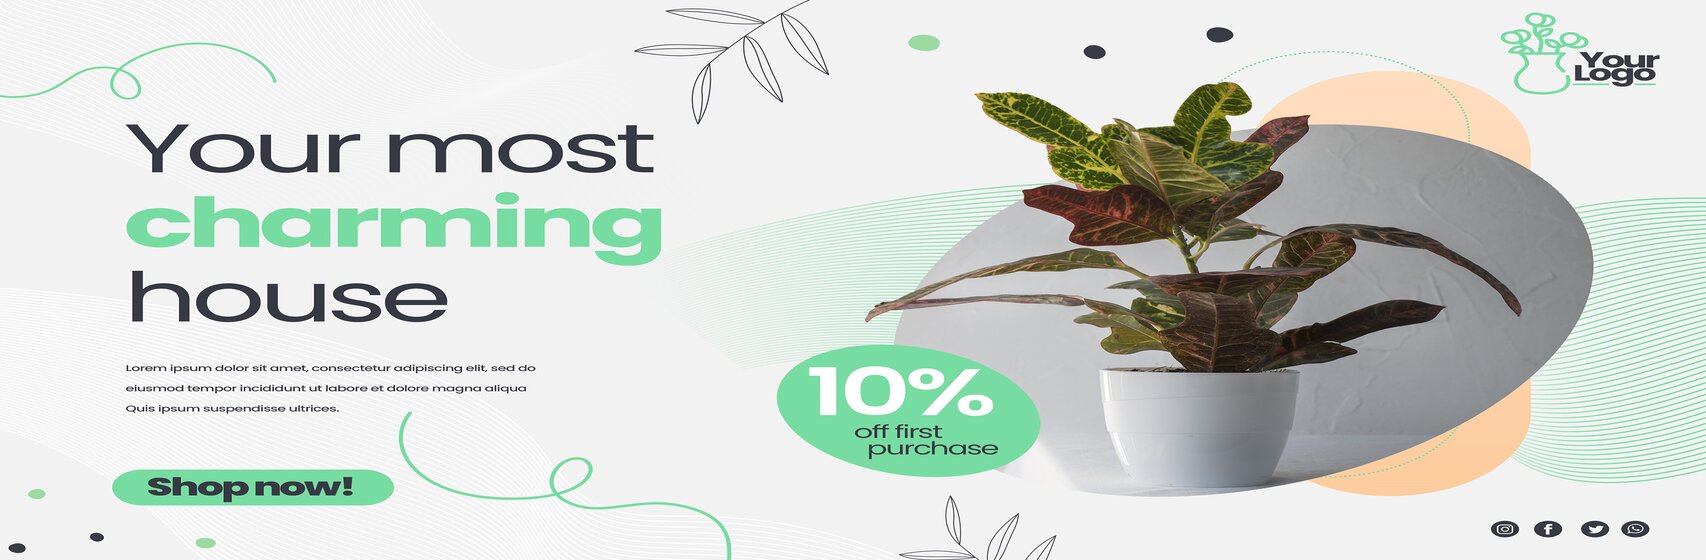 Your most
charming
house
Lorem ipsum dolor sit amet, consectetur adipiscing elit, sed do
eiusmod tempor incididunt ut labore et dolore magna aliqua
Quis ipsum suspendisse ultrices.
Shop now!
10%
off first
purchase
Your
Logo